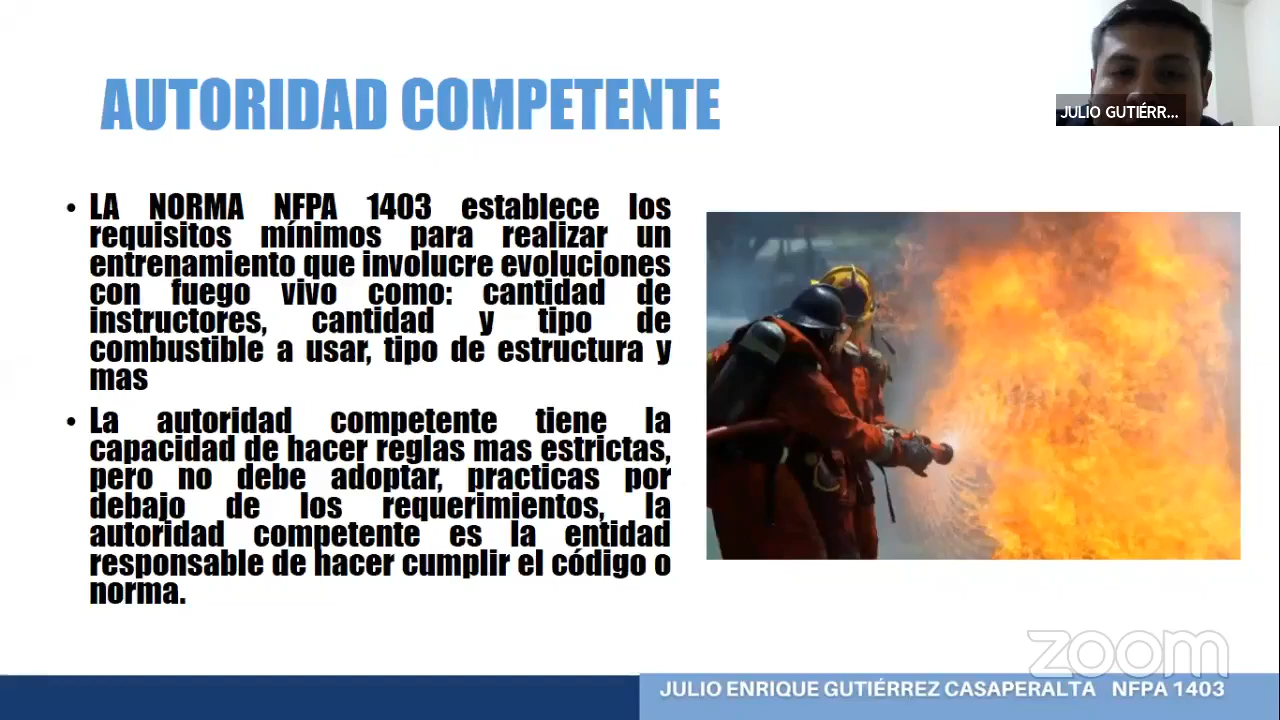 AUTORIDAD COMPETENTE
JULIO GUTIÉRR...
• LA NORMA NFPA 1403 establece los
requisitos mínimos para realizar un
entrenamiento que involucre evoluciones
con fuego vivo como: cantidad de
instructores, cantidad y tipo de
combustible a usar, tipo de estructura y
mas
• La autoridad competente tiene la
capacidad de hacer reglas mas estrictas,
pero no debe adoptar, practicas por
debajo de los requerimientos, la
autoridad competente es la entidad
responsable de hacer cumplir el código o
norma.
zoom
JULIO ENRIQUE GUTIÉRREZ CASAPERALTA NFPA 1403